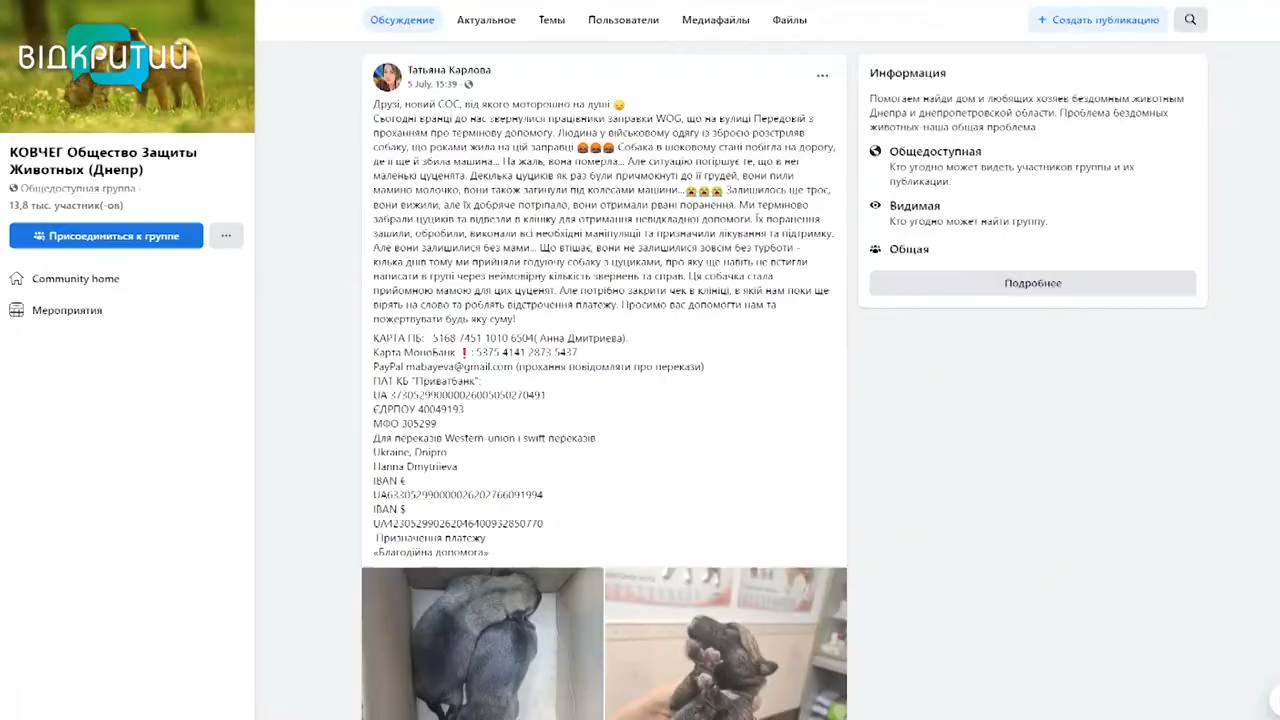 ВІДКРИТИЙ
КОВЧЕГ Общество Защиты
Животных (Днепр)
Общедоступная группа ·
13,8 тыс. участник(-ов)
Присоединиться к группе
Community home
Мероприятия
Обсуждение
Актуальное
Темы
Пользователи
Медиафайлы
Файлы
+ Создать публикацию
Татьяна Карлова
5 July, 15:39 ·
Друзі, новий СОС, від якого моторошно на душі 😔
Сьогодні вранці до нас звернулися працівники заправки WOG, що на вулиці Передовій з
проханням про термінову допомогу. Людина у військовому одягу із зброєю розстріляв
собаку, що роками жила на цій заправці 🤬🤬🤬 Собака в шоковому стані побігла на дорогу,
де її ще й збила машина... На жаль, вона померла... Але ситуацію погіршує те, що в неї
маленькі цуценята. Декілька цуциків як раз були причмокнуті до її грудей, вони пили
мамино молочко, вони також загинули під колесами машини...😭😭😭 Залишилось ще троє,
вони вижили, але їх добряче потріпало, вони отримали рвані поранення. Ми терміново
забрали цуциків та відвезли в клініку для отримання невідкладної допомоги. Їх поранення
зашили, обробили, виконали всі необхідні маніпуляції та призначили лікування та підтримку.
Але вони залишилися без мами... Що втішає, вони не залишилися зовсім без турботи -
кілька днів тому ми прийняли годуючу собаку з цуциками, про яку ще навіть не встигли
написати в групі через неймовірну кількість звернень та справ. Ця собачка стала
прийомною мамою для цих цуценят. Але потрібно закрити чек в клініці, в якій нам поки ще
вірять на слово та роблять відстрочення платежу. Просимо вас допомогти нам та
пожертвувати будь яку суму!
КАРТА ПБ: 5168 7451 1010 6504( Анна Дмитриева).
Карта МоноБанк ❗: 5375 4141 2873 5437
PayPal mabayeva@gmail.com (прохання повідомляти про перекази)
ПАТ КБ "Приватбанк":
UA 373052990000026005050270491
ЄДРПОУ 40049193
МФО 305299
Для переказів Western-union і swift переказів
Ukraine, Dnipro
Hanna Dmytriieva
IBAN €
UA633052990000026202766091994
IBAN $
UA423052990262046400932850770
Призначення платежу
«Благодійна допомога»
Информация
Помогаем найди дом и любящих хозяев бездомным животным
Днепра и днепропетровской области. Проблема бездомных
животных-наша общая проблема
Общедоступная
Кто угодно может видеть участников группы и их
публикации.
Видимая
Кто угодно может найти группу.
Общая
Подробнее